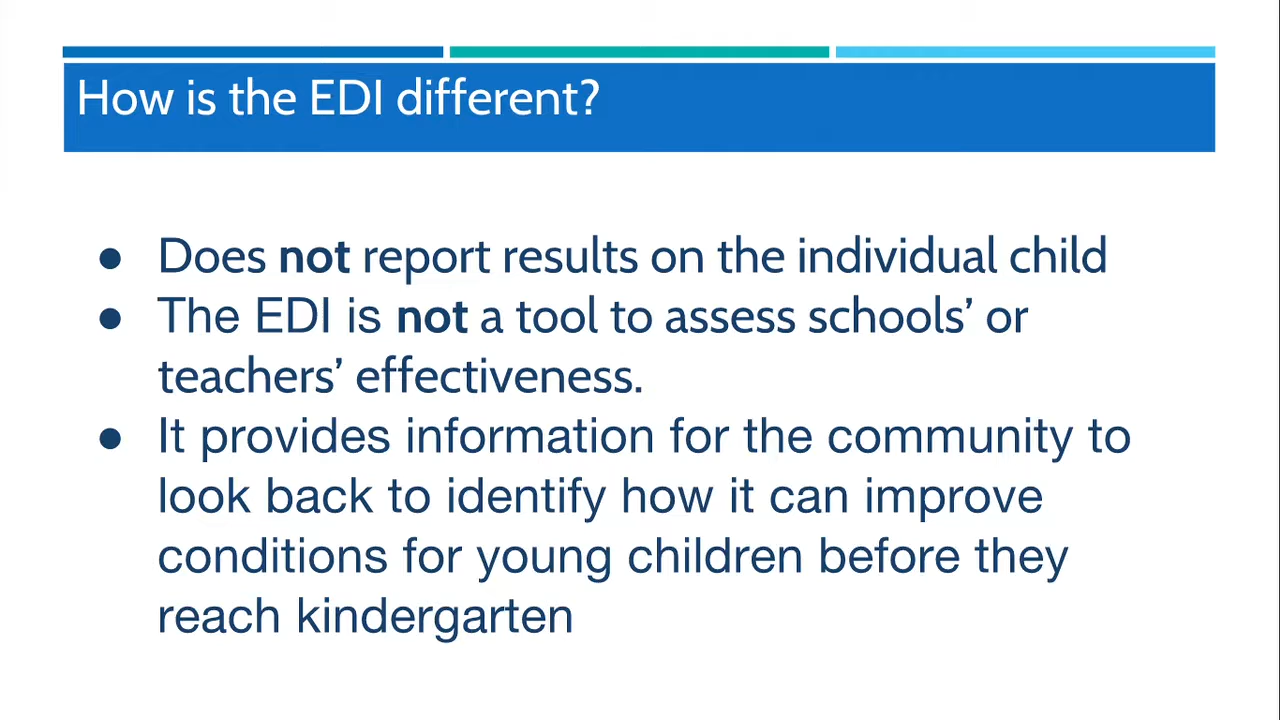 How is the EDI different?
● Does not report results on the individual child
● The EDI is not a tool to assess schools’ or
teachers’ effectiveness.
● It provides information for the community to
look back to identify how it can improve
conditions for young children before they
reach kindergarten